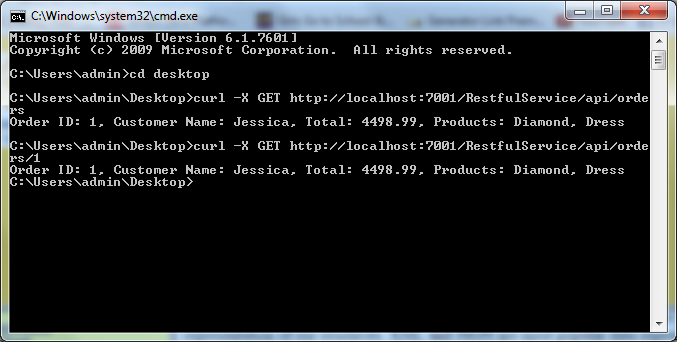 C:\Windows\system32\cmd.exe
Microsoft Windows [Version 6.1.7601]
Copyright (c) 2009 Microsoft Corporation.  All rights reserved.
C:\Users\admin>cd desktop
C:\Users\admin\Desktop>curl -X GET http://localhost:7001/RestfulService/api/orde
rs
Order ID: 1, Customer Name: Jessica, Total: 4498.99, Products: Diamond, Dress
C:\Users\admin\Desktop>curl -X GET http://localhost:7001/RestfulService/api/orde
rs/1
Order ID: 1, Customer Name: Jessica, Total: 4498.99, Products: Diamond, Dress
C:\Users\admin\Desktop>